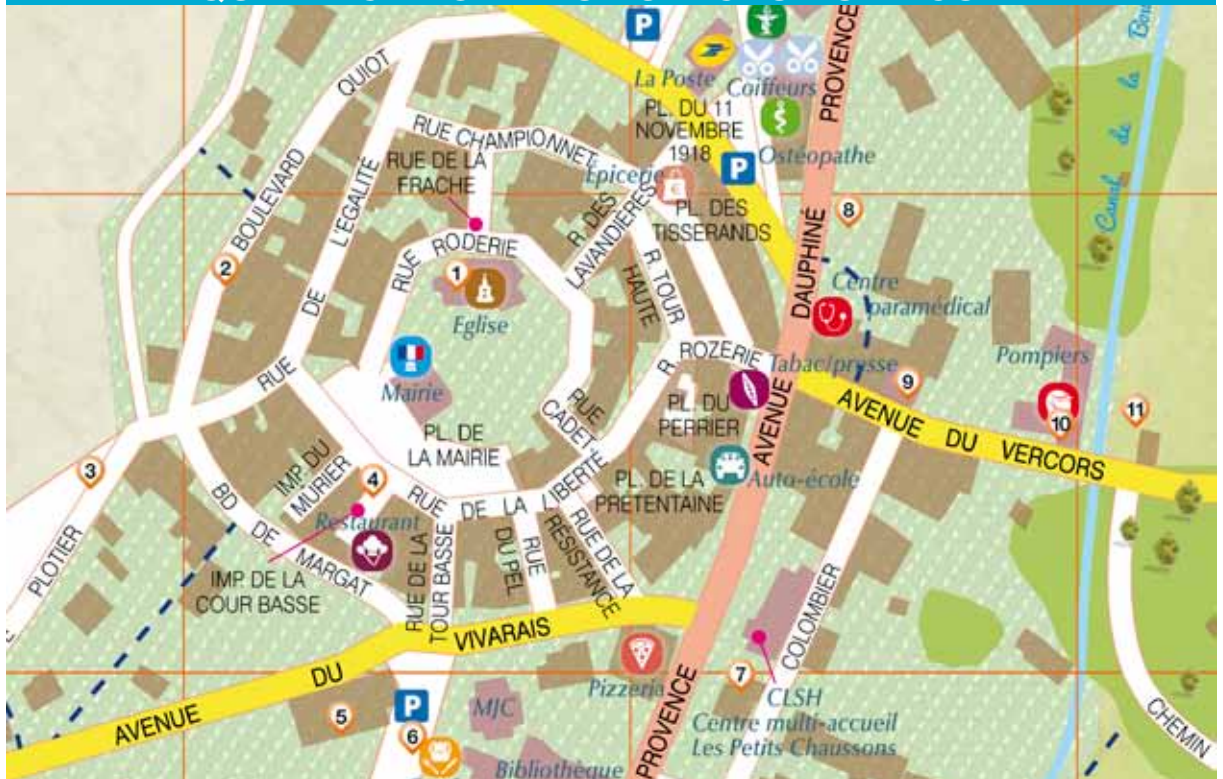 P
La Poste
Coiffeurs
PL. DU 11
NOVEMBRE
1918
P
Ostéopathe
PROVENCE
DAUPHINÉ
AVENUE
PROVENCE
Canal de la
BOULEVARD QUIOT
RUE DE L'EGALITÉ
RUE CHAMPIONNET
RUE DE LA
FRACHE
Epicerie
PL. DES
TISSERANDS
R. DES
LAVANDIÈRES
RUE RODERIE
R. TOUR
HAUTE
1
Eglise
2
3
8
Centre
paramédical
Mairie
PL. DE
LA MAIRIE
RUE
CADETTE
R. ROZERIE
Tabac/presse
PL. DU
PERRIER
Pompiers
9
10
11
AVENUE DU VERCORS
PL. DE LA
PRETENTAINE
Auto-école
IMP. DU
MURIER
4
Restaurant
IMP. DE LA
COUR BASSE
PLOTIER
BD DE MARGAT
RUE DE LA LIBERTE
RUE DE LA
TOUR BASSE
RUE
DU PEL
RUE DE LA
RÉSISTANCE
AVENUE DU VIVARAIS
COLOMBIER
Pizzeria
7
CLSH
Centre multi-accueil
Les Petits Chaussons
5
P
6
MJC
Bibliothèque
CHEMIN